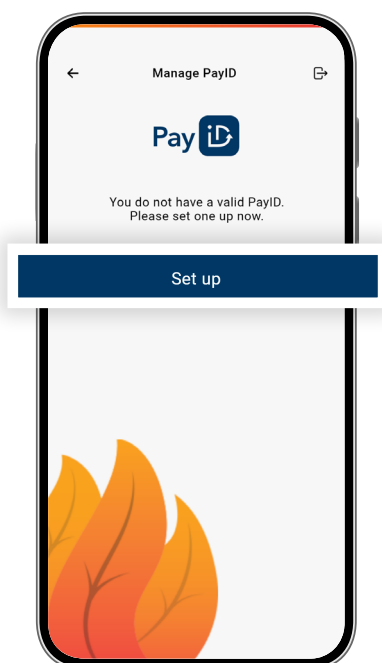 Manage PayID
Pay iD
You do not have a valid PayID.
Please set one up now.
Set up